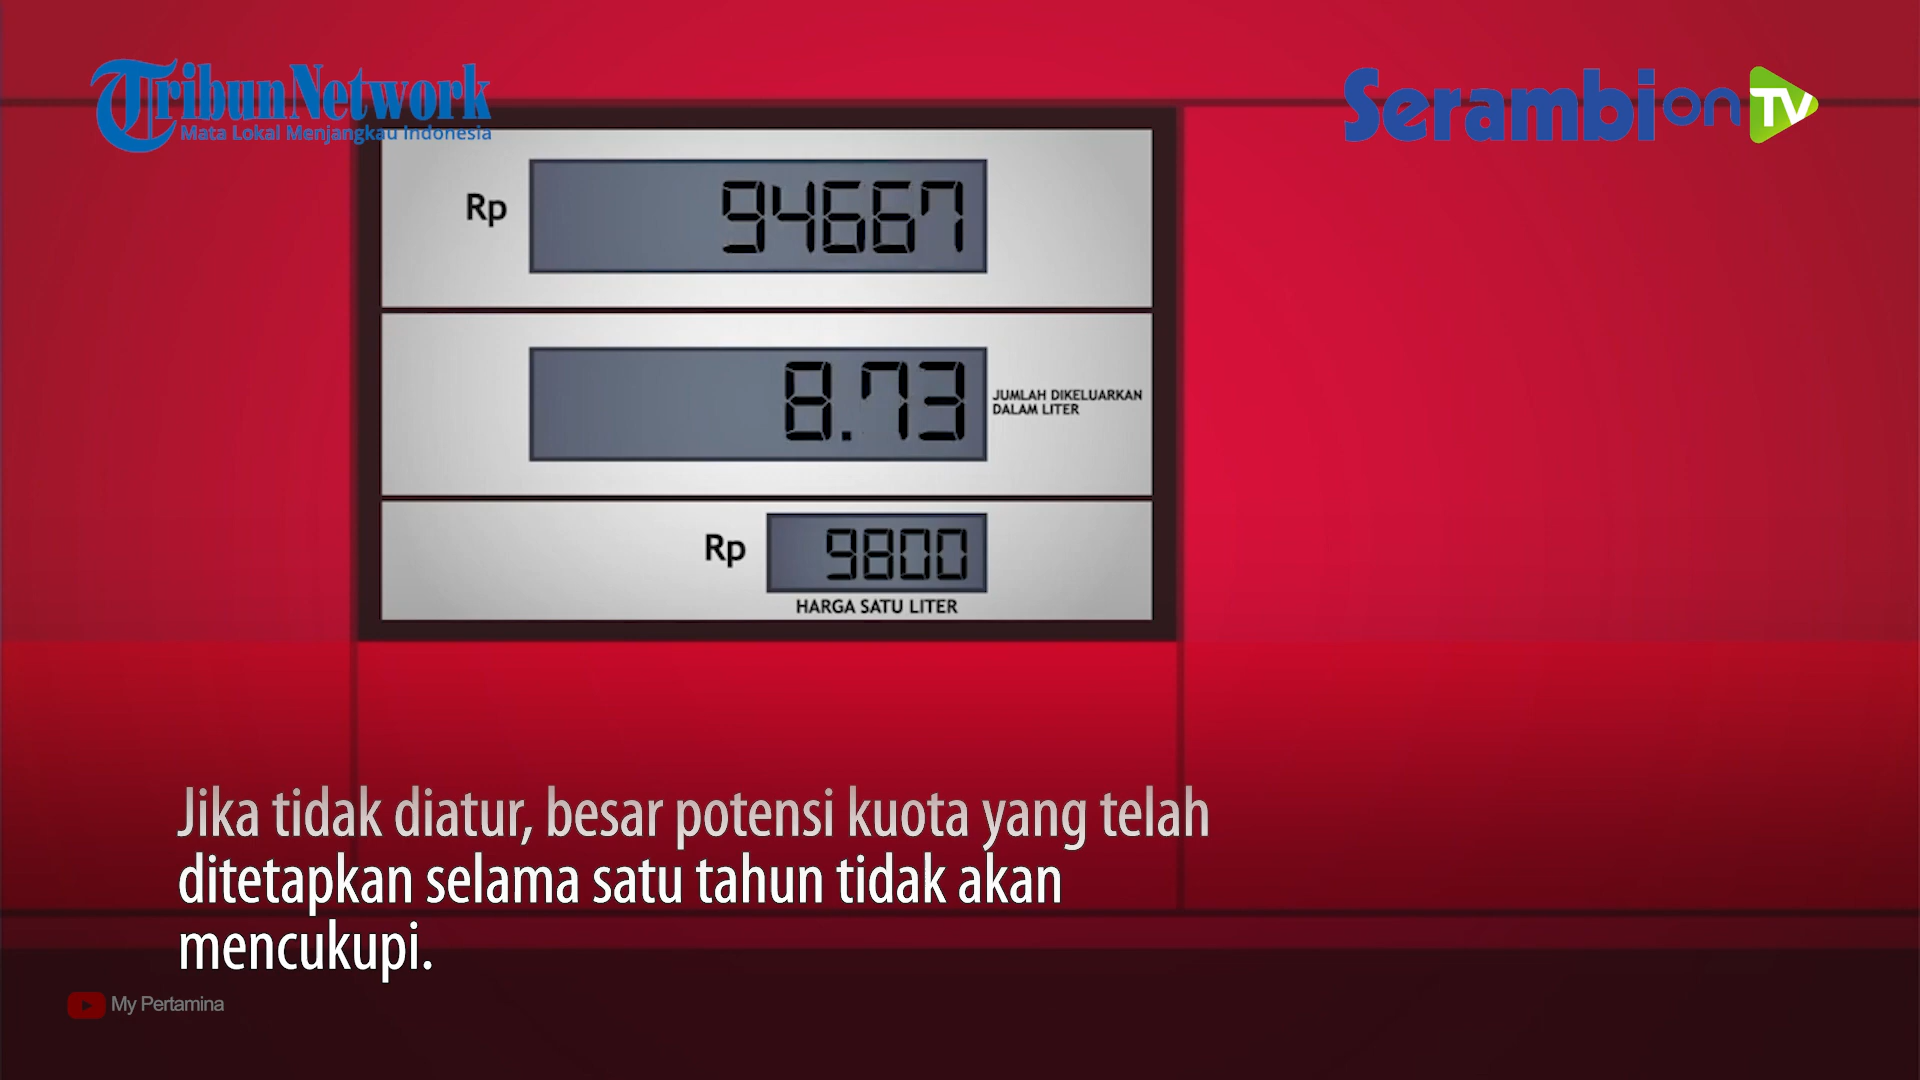 TribunNetwork
Mata Lokal Menjangkau Indonesia
Serambi on TV
Rp 94667
8.73
JUMLAH DIKELUARKAN
DALAM LITER
Rp 9800
HARGA SATU LITER
Jika tidak diatur, besar potensi kuota yang telah
ditetapkan selama satu tahun tidak akan
mencukupi.
My Pertamina